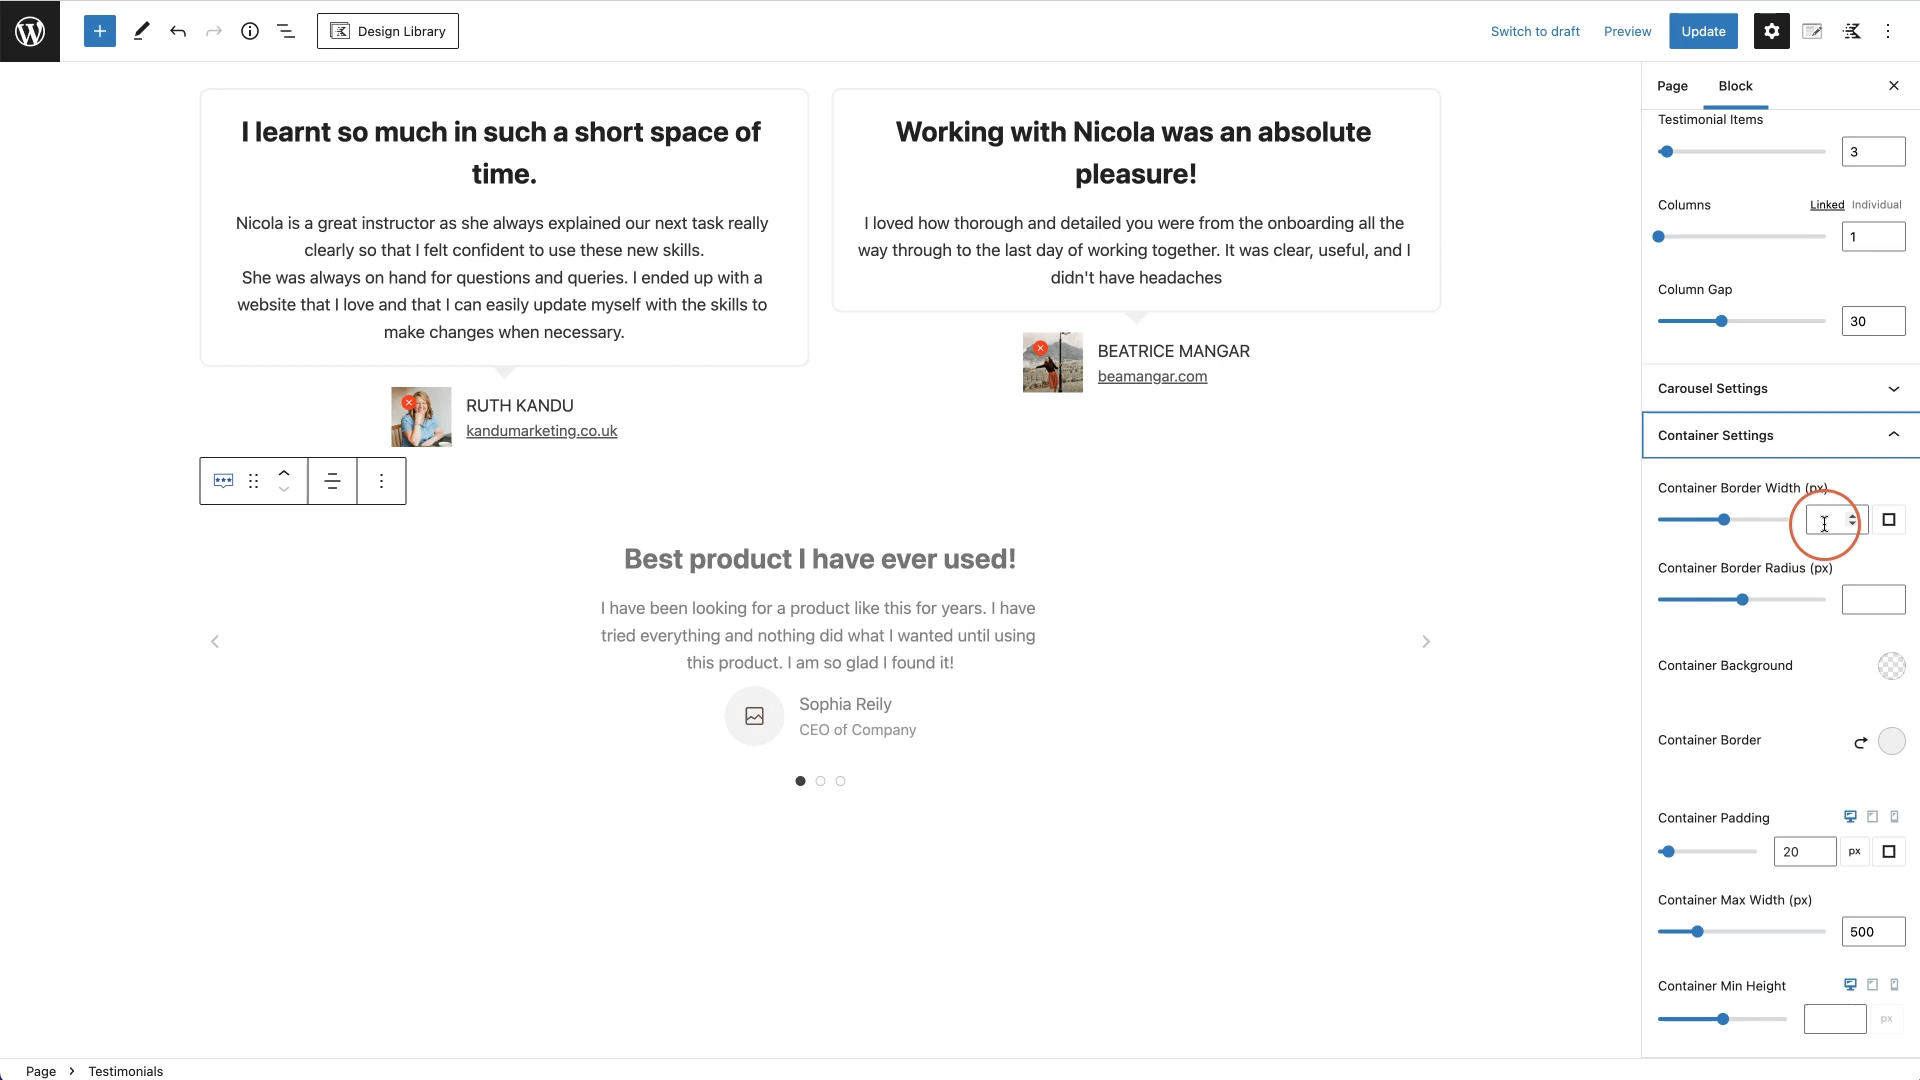 Design Library
Switch to draft
Preview
Update
Page
Block
Testimonial Items
3
Columns
Linked
Individual
1
Column Gap
30
Carousel Settings
Container Settings
Container Border Width (px)
Container Border Radius (px)
Container Background
Container Border
Container Padding
20
px
Container Max Width (px)
500
Container Min Height
px
I learnt so much in such a short space of
time.
Nicola is a great instructor as she always explained our next task really
clearly so that I felt confident to use these new skills.
She was always on hand for questions and queries. I ended up with a
website that I love and that I can easily update myself with the skills to
make changes when necessary.
RUTH KANDU
kandumarketing.co.uk
Working with Nicola was an absolute
pleasure!
I loved how thorough and detailed you were from the onboarding all the
way through to the last day of working together. It was clear, useful, and I
didn't have headaches
BEATRICE MANGAR
beamangar.com
Best product I have ever used!
I have been looking for a product like this for years. I have
tried everything and nothing did what I wanted until using
this product. I am so glad I found it!
Sophia Reily
CEO of Company
Page > Testimonials